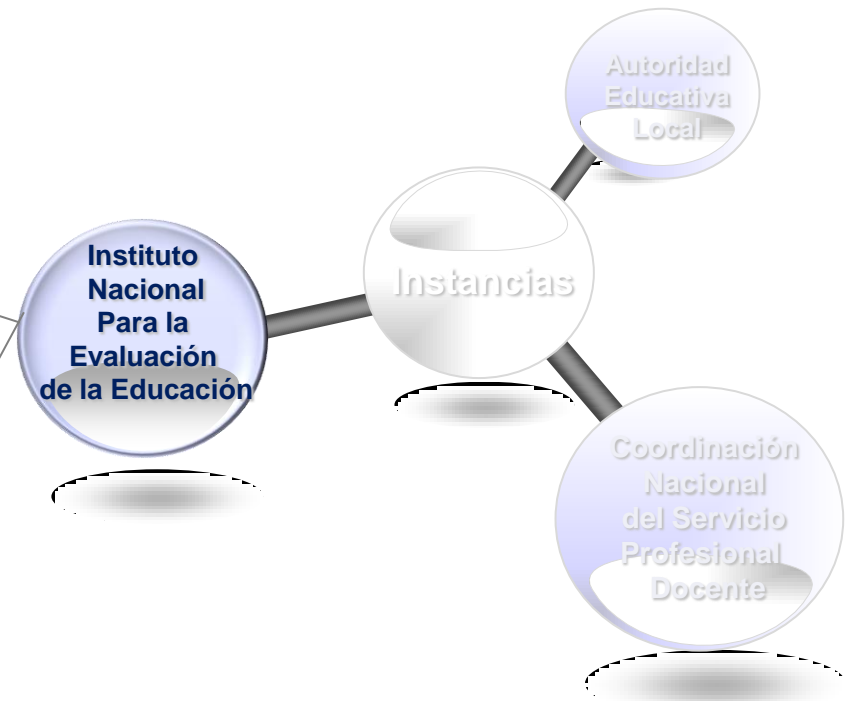 Autoridad
Educativa
Local
Instituto
Nacional
Para la
Evaluación
de la Educación
Instancias
Coordinación
Nacional
del Servicio
Profesional
Docente